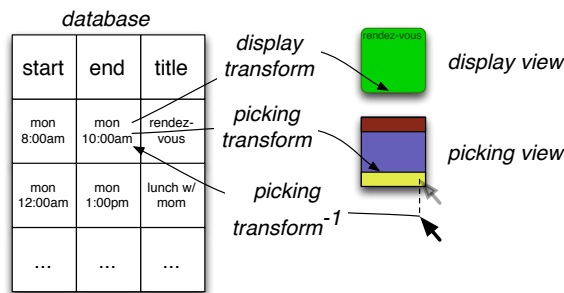 database
start end title
mon 8:00am
mon 10:00am
rendez-
vous
mon 12:00am
mon 1:00pm
lunch w/
mom
... ... ...
display
transform
picking
transform
picking
transform-1
rendez-vous
display view
picking view